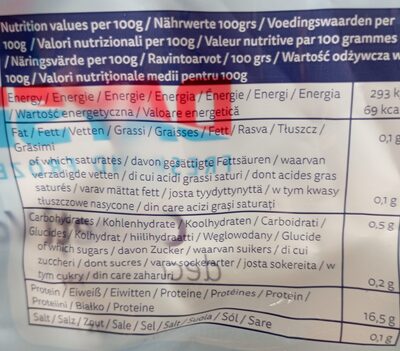 Nutrition values per 100g / Nährwerte 100grs / Voedingswaarden per
100g / Valori nutrizionali per 100g / Valeur nutritive par 100 grammes
/ Näringsvärde per 100g / Ravintoarvot / 100 grs / Wartość odżywcza w
100g / Valori nutriționale medii pentru 100g
Energy / Energie / Energie / Energia / Énergie / Energi / Energia 293 k
/ Wartość energetyczna / Valoare energetică 69 kca
Fat / Fett / Vetten / Grassi / Graisses / Fett / Rasva / Tłuszcz / 0,1 g
Grăsimi
of which saturates / davon gesättigte Fattsäuren / waarvan
verzadigde vetten / di cui acidi grassi saturi / dont acides gras
saturés / varav mättat fett / josta tyydyttynyttä / w tym kwasy
tłuszczowe nasycone / din care acizi grași saturați 0,1 g
Carbohydrates / Kohlenhydrate / Koolhydraten / Carboidrati / 0,5 g
Glucides / Kolhydrat / hiilihydraatti / Węglowodany / Glucide
of which sugars / davon Zucker / waarvan suikers / di cui
zuccheri / dont sucres / varav sockerarter / josta sokereita / w
tym cukry / din care zaharuri 0,2 g
Protein / Eiweiß / Eiwitten / Proteine / Protéines / Protein /
Proteiini / Białko / Proteine 16,5 g
Salt / Salz / Zout / Sale / Sel / Salt / Suola / Sól / Sare 0,1 g